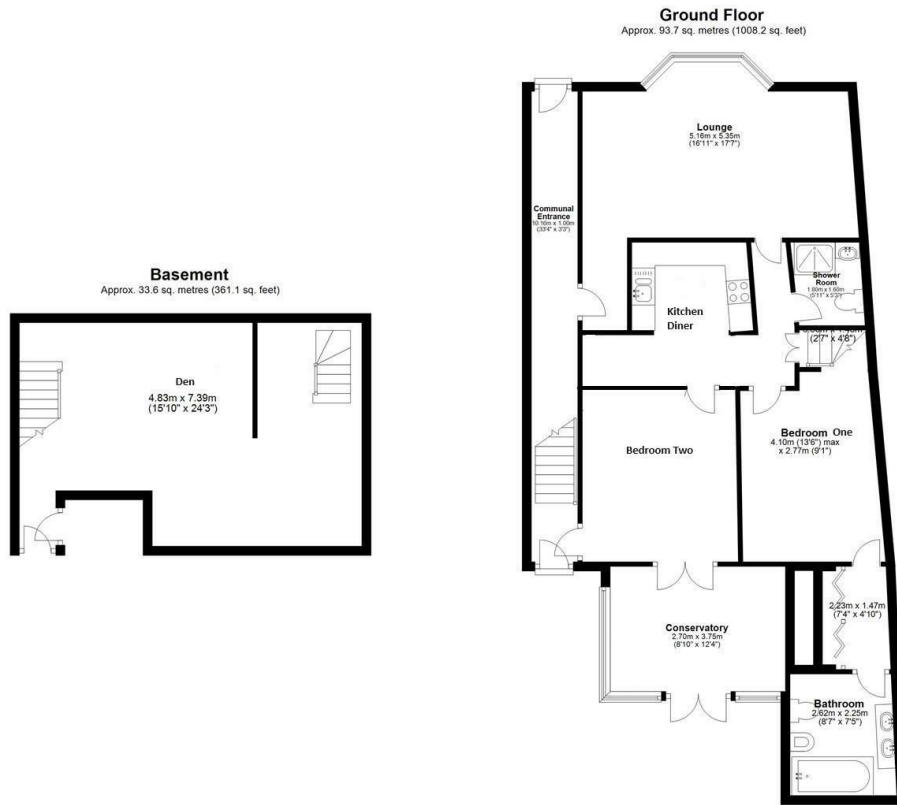 Ground Floor
Approx. 93.7 sq. metres (1008.2 sq. feet)
Lounge
5.16m x 5.35m
(16'11" x 17'7")
Communal
Entrance
10.16m x 1.00m
(33'4" x 3'3")
Shower
Room
1.80m x 1.60m
(5'11" x 5'3")
Kitchen
Diner
(2'7" x 4'8")
Basement
Approx. 33.6 sq. metres (361.1 sq. feet)
Den
4.83m x 7.39m
(15'10" x 24'3")
Bedroom One
4.10m (13'6") max
x 2.77m (9'1")
Bedroom Two
2.23m x 1.47m
(7'4" x 4'10")
Conservatory
2.70m x 3.75m
(8'10" x 12'4")
Bathroom
2.62m x 2.25m
(8'7" x 7'5")